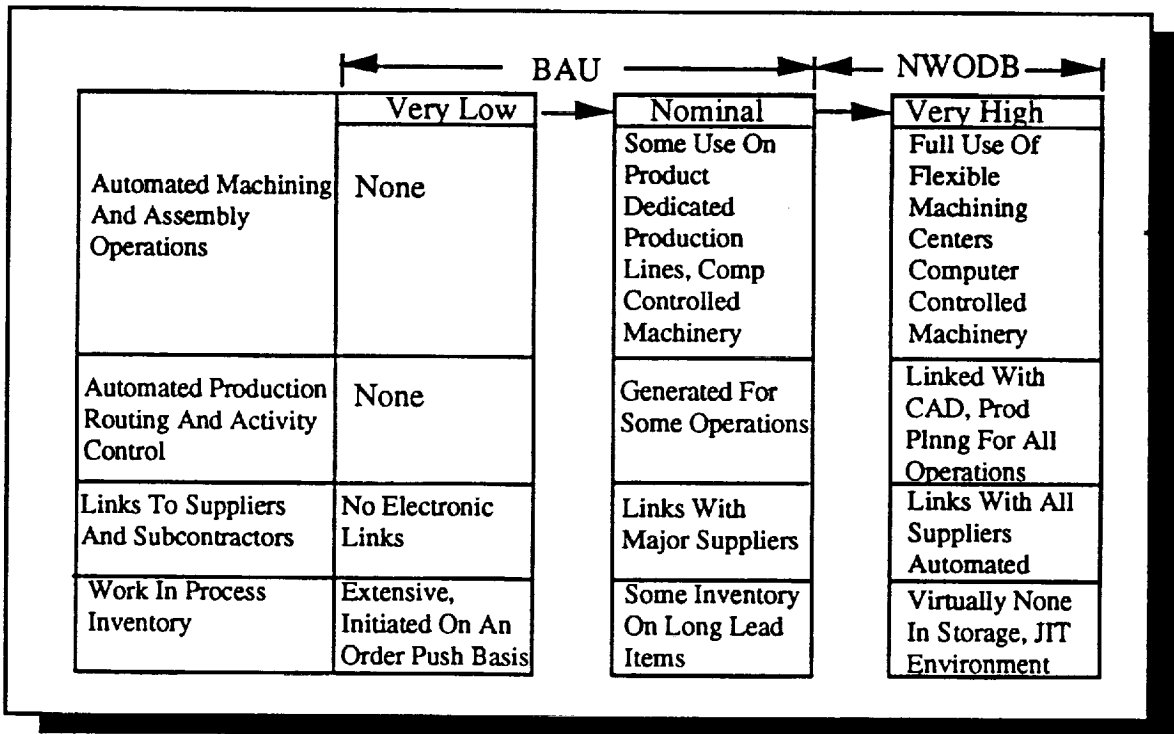 BAU
NWODB
Very Low
Nominal
Very High
Automated Machining
And Assembly
Operations
None
Some Use On
Product
Dedicated
Production
Lines, Comp
Controlled
Machinery
Full Use Of
Flexible
Machining
Centers
Computer
Controlled
Machinery
Automated Production
Routing And Activity
Control
None
Generated For
Some Operations
Linked With
CAD, Prod
Plnng For All
Operations
Links To Suppliers
And Subcontractors
No Electronic
Links
Links With
Major Suppliers
Links With All
Suppliers
Automated
Work In Process
Inventory
Extensive,
Initiated On An
Order Push Basis
Some Inventory
On Long Lead
Items
Virtually None
In Storage, JIT
Environment